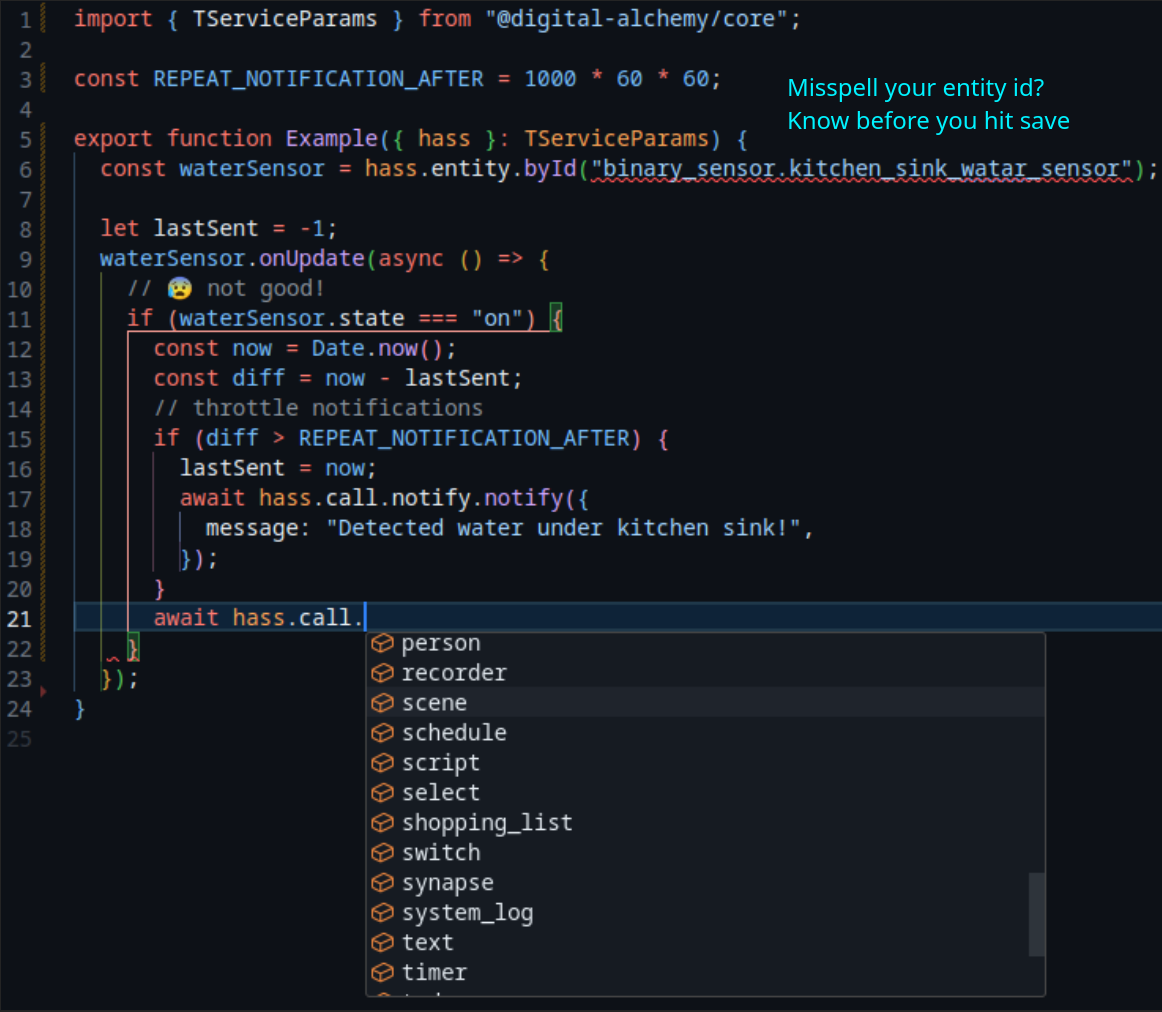 1 import { TServiceParams } from "@digital-alchemy/core";
2
3 const REPEAT_NOTIFICATION_AFTER = 1000 * 60 * 60;
Misspell your entity id?
Know before you hit save
4
5 export function Example({ hass }: TServiceParams) {
6 const waterSensor = hass.entity.byId("binary_sensor.kitchen_sink_watar_sensor");
7
8 let lastSent = -1;
9 waterSensor.onUpdate(async () => {
10 // 😰 not good!
11 if (waterSensor.state === "on") {
12 const now = Date.now();
13 const diff = now - lastSent;
14 // throttle notifications
15 if (diff > REPEAT_NOTIFICATION_AFTER) {
16 lastSent = now;
17 await hass.call.notify.notify({
18 message: "Detected water under kitchen sink!",
19 });
20 }
21 await hass.call.
22 }
23 });
24 }
25
person
recorder
scene
schedule
script
select
shopping_list
switch
synapse
system_log
text
timer